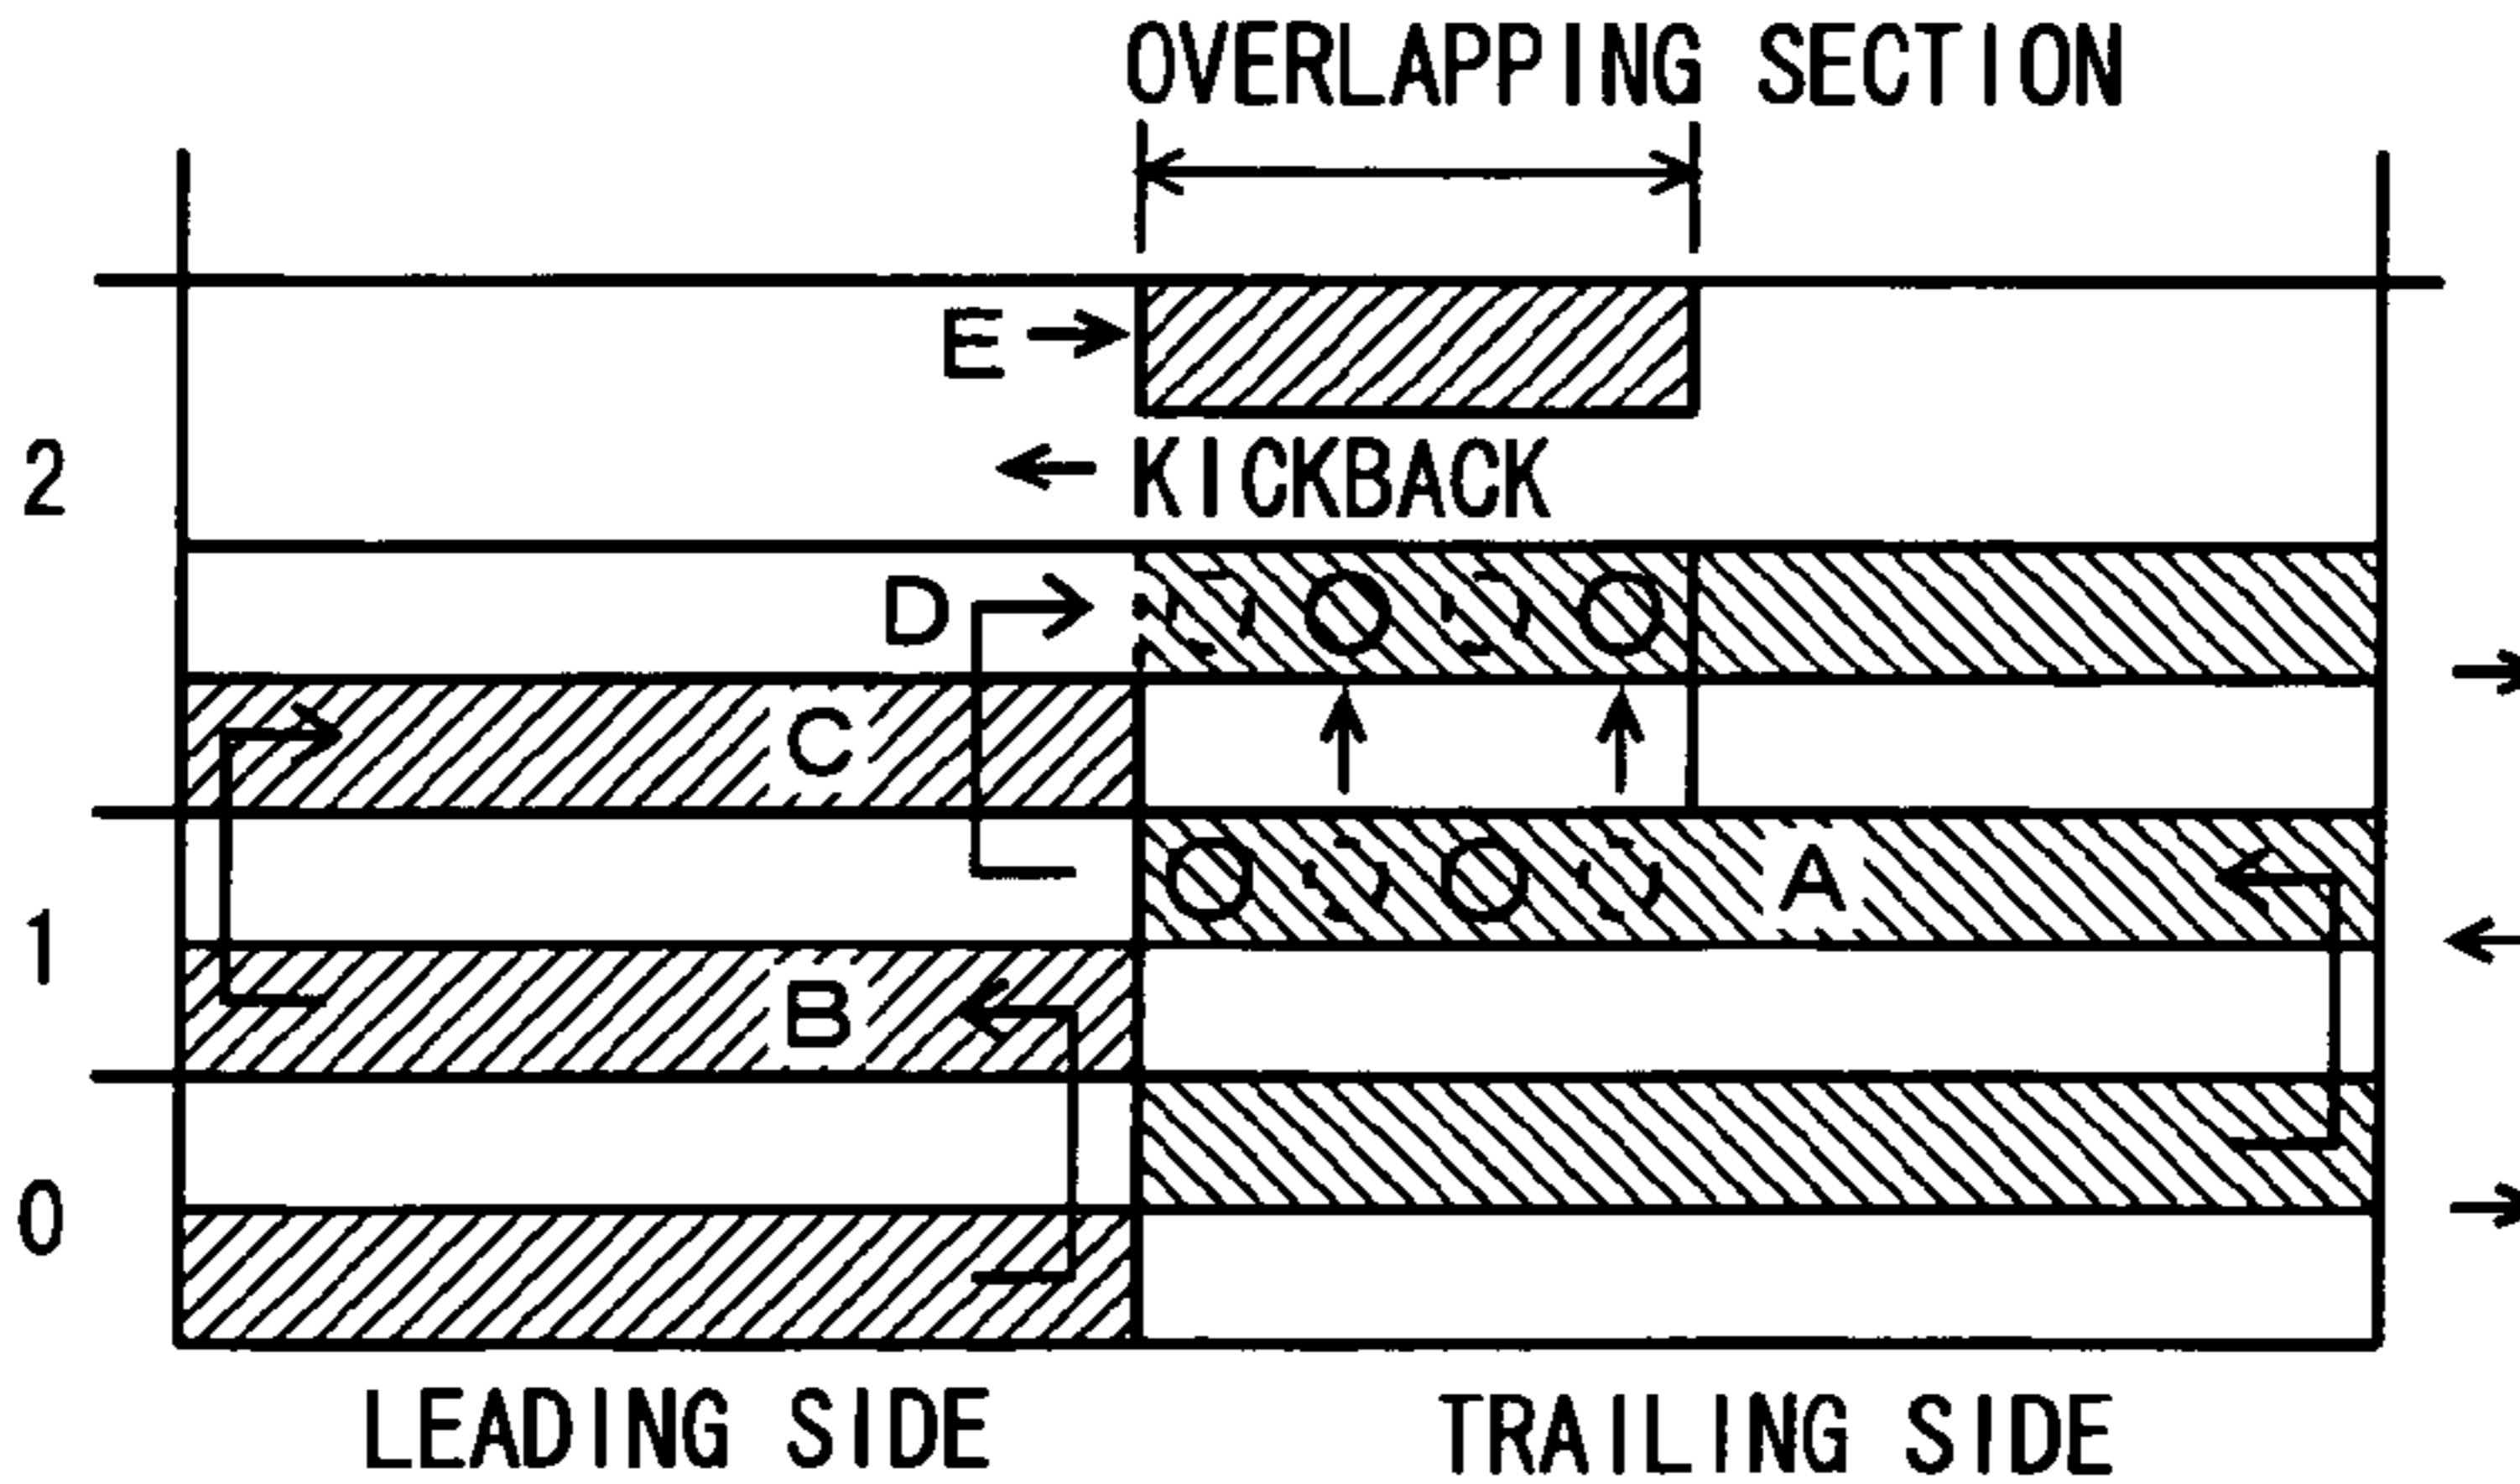 OVERLAPPING SECTION
E
2
KICKBACK
D
C
A
1
B
0
LEADING SIDE
TRAILING SIDE